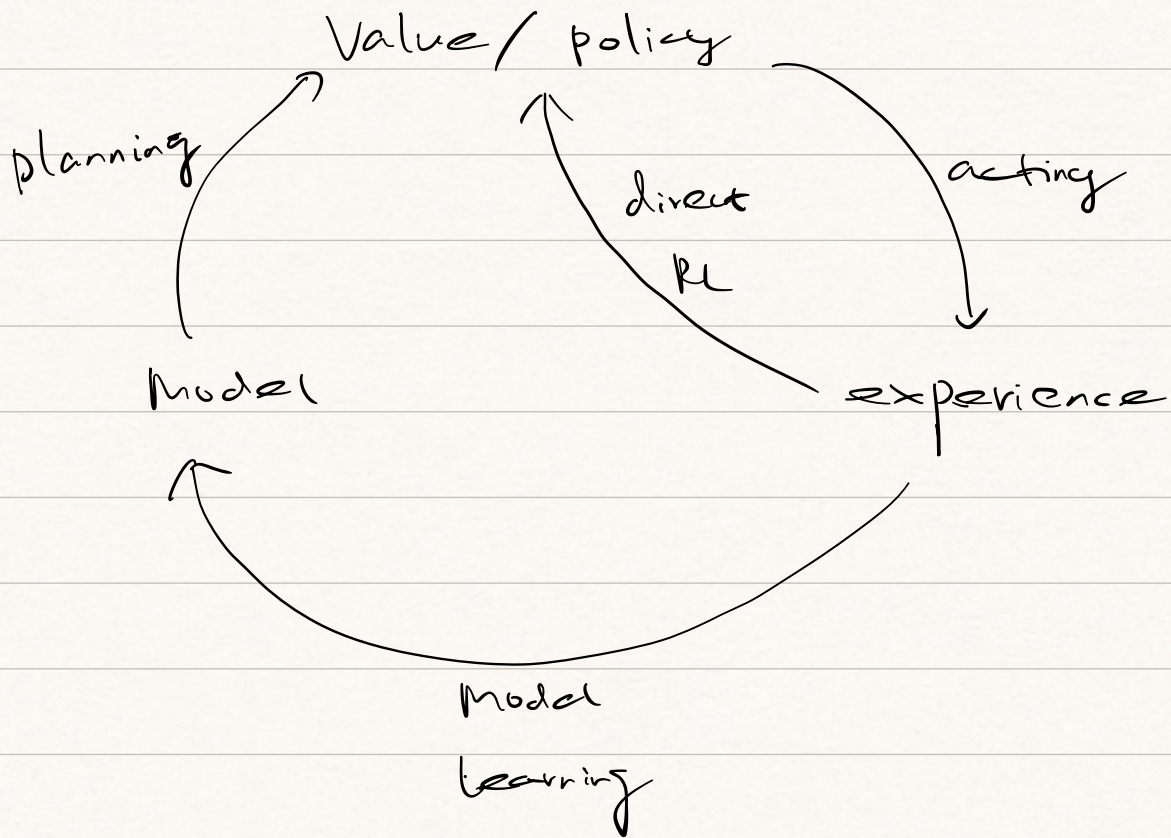 Value/ policy
planning
acting
direct
RL
Model
experience
Model
Learning